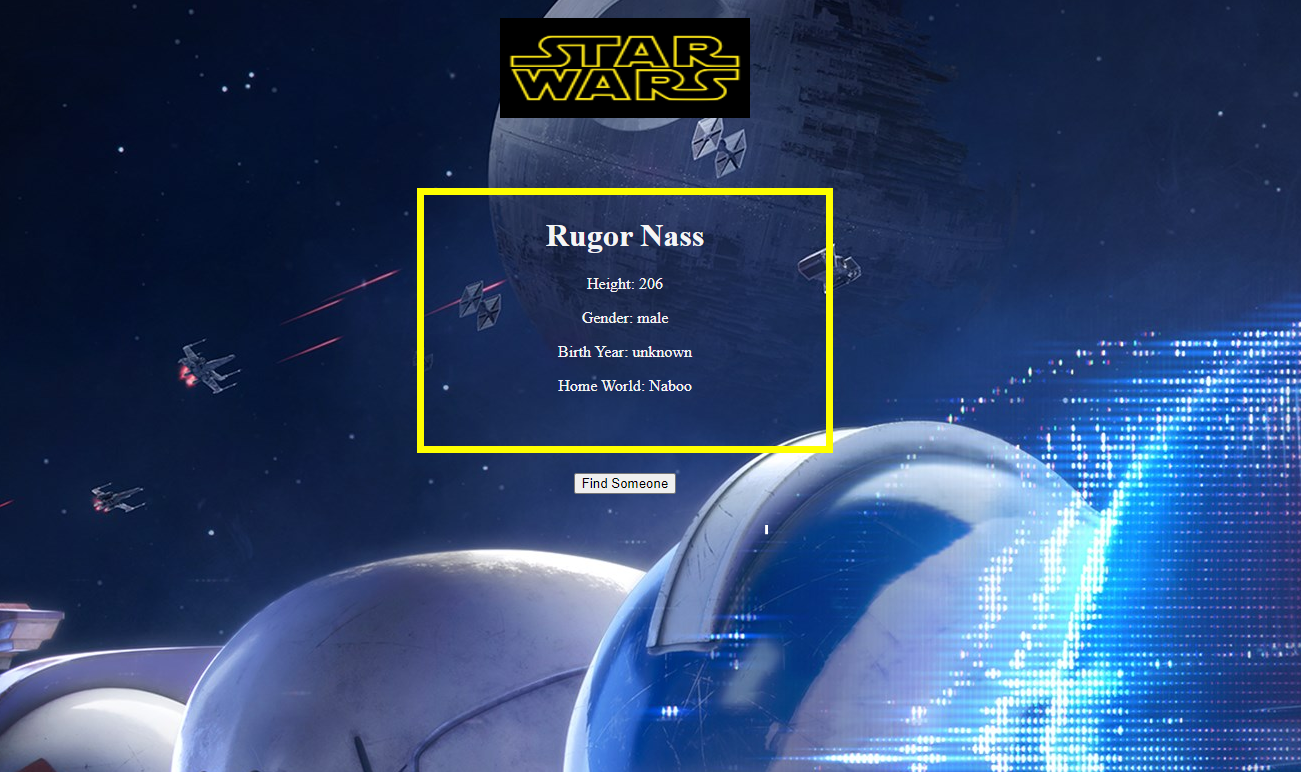 STAR
WARS
Rugor Nass
Height: 206
Gender: male
Birth Year: unknown
Home World: Naboo
Find Someone